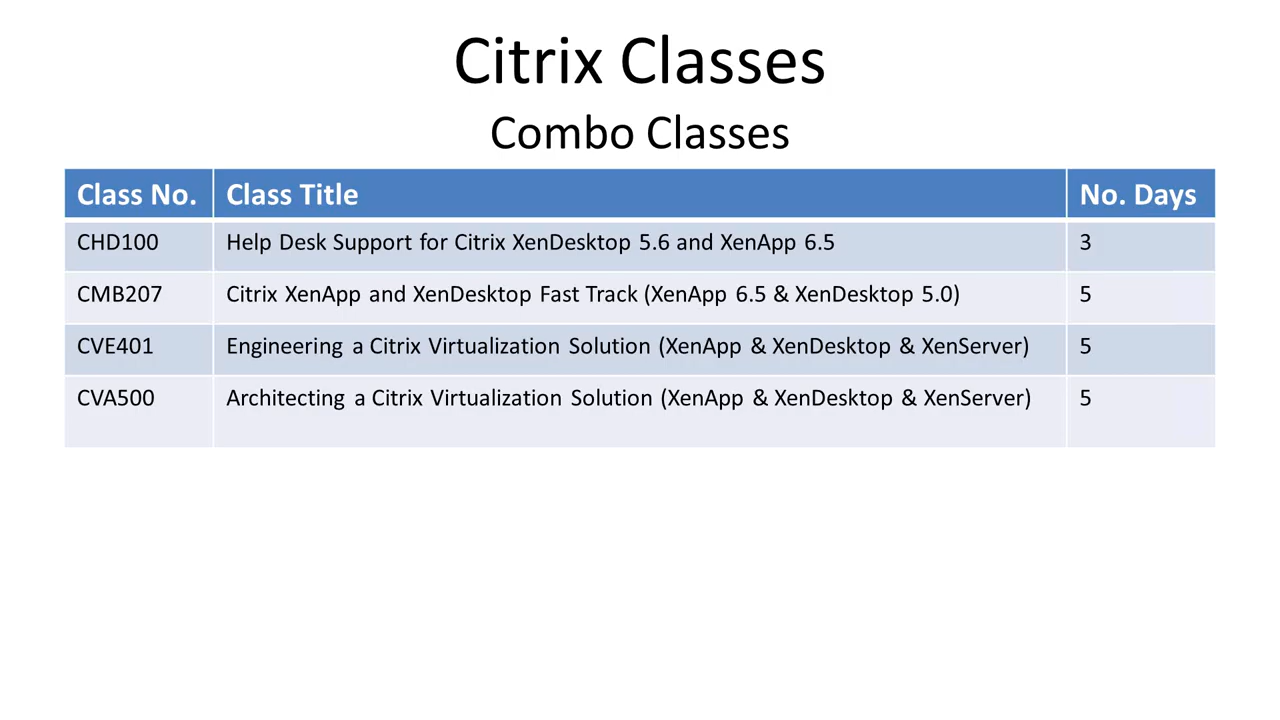 Citrix Classes
Combo Classes
Class No. Class Title No. Days
CHD100 Help Desk Support for Citrix XenDesktop 5.6 and XenApp 6.5 3
CMB207 Citrix XenApp and XenDesktop Fast Track (XenApp 6.5 & XenDesktop 5.0) 5
CVE401 Engineering a Citrix Virtualization Solution (XenApp & XenDesktop & XenServer) 5
CVA500 Architecting a Citrix Virtualization Solution (XenApp & XenDesktop & XenServer) 5